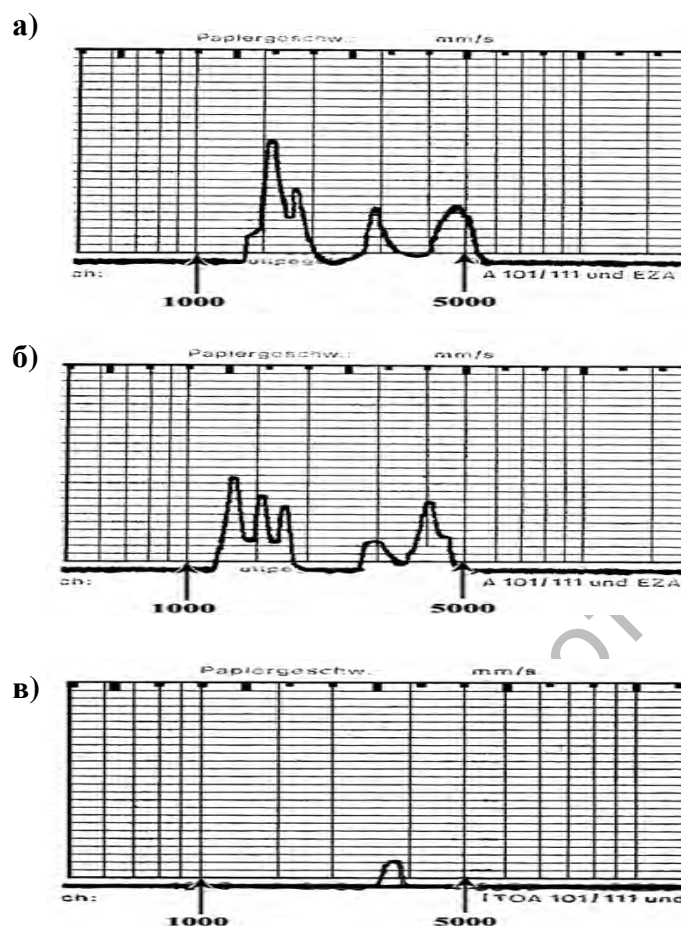 а)
Papiergeschw.: mm/s
ch: A 101/111 und EZA
1000 5000
б)
Papiergeschw.: mm/s
ch: A 101/111 und EZA
1000 5000
в)
Papiergeschw.: mm/s
ch: TOA 101/111 und
1000 5000